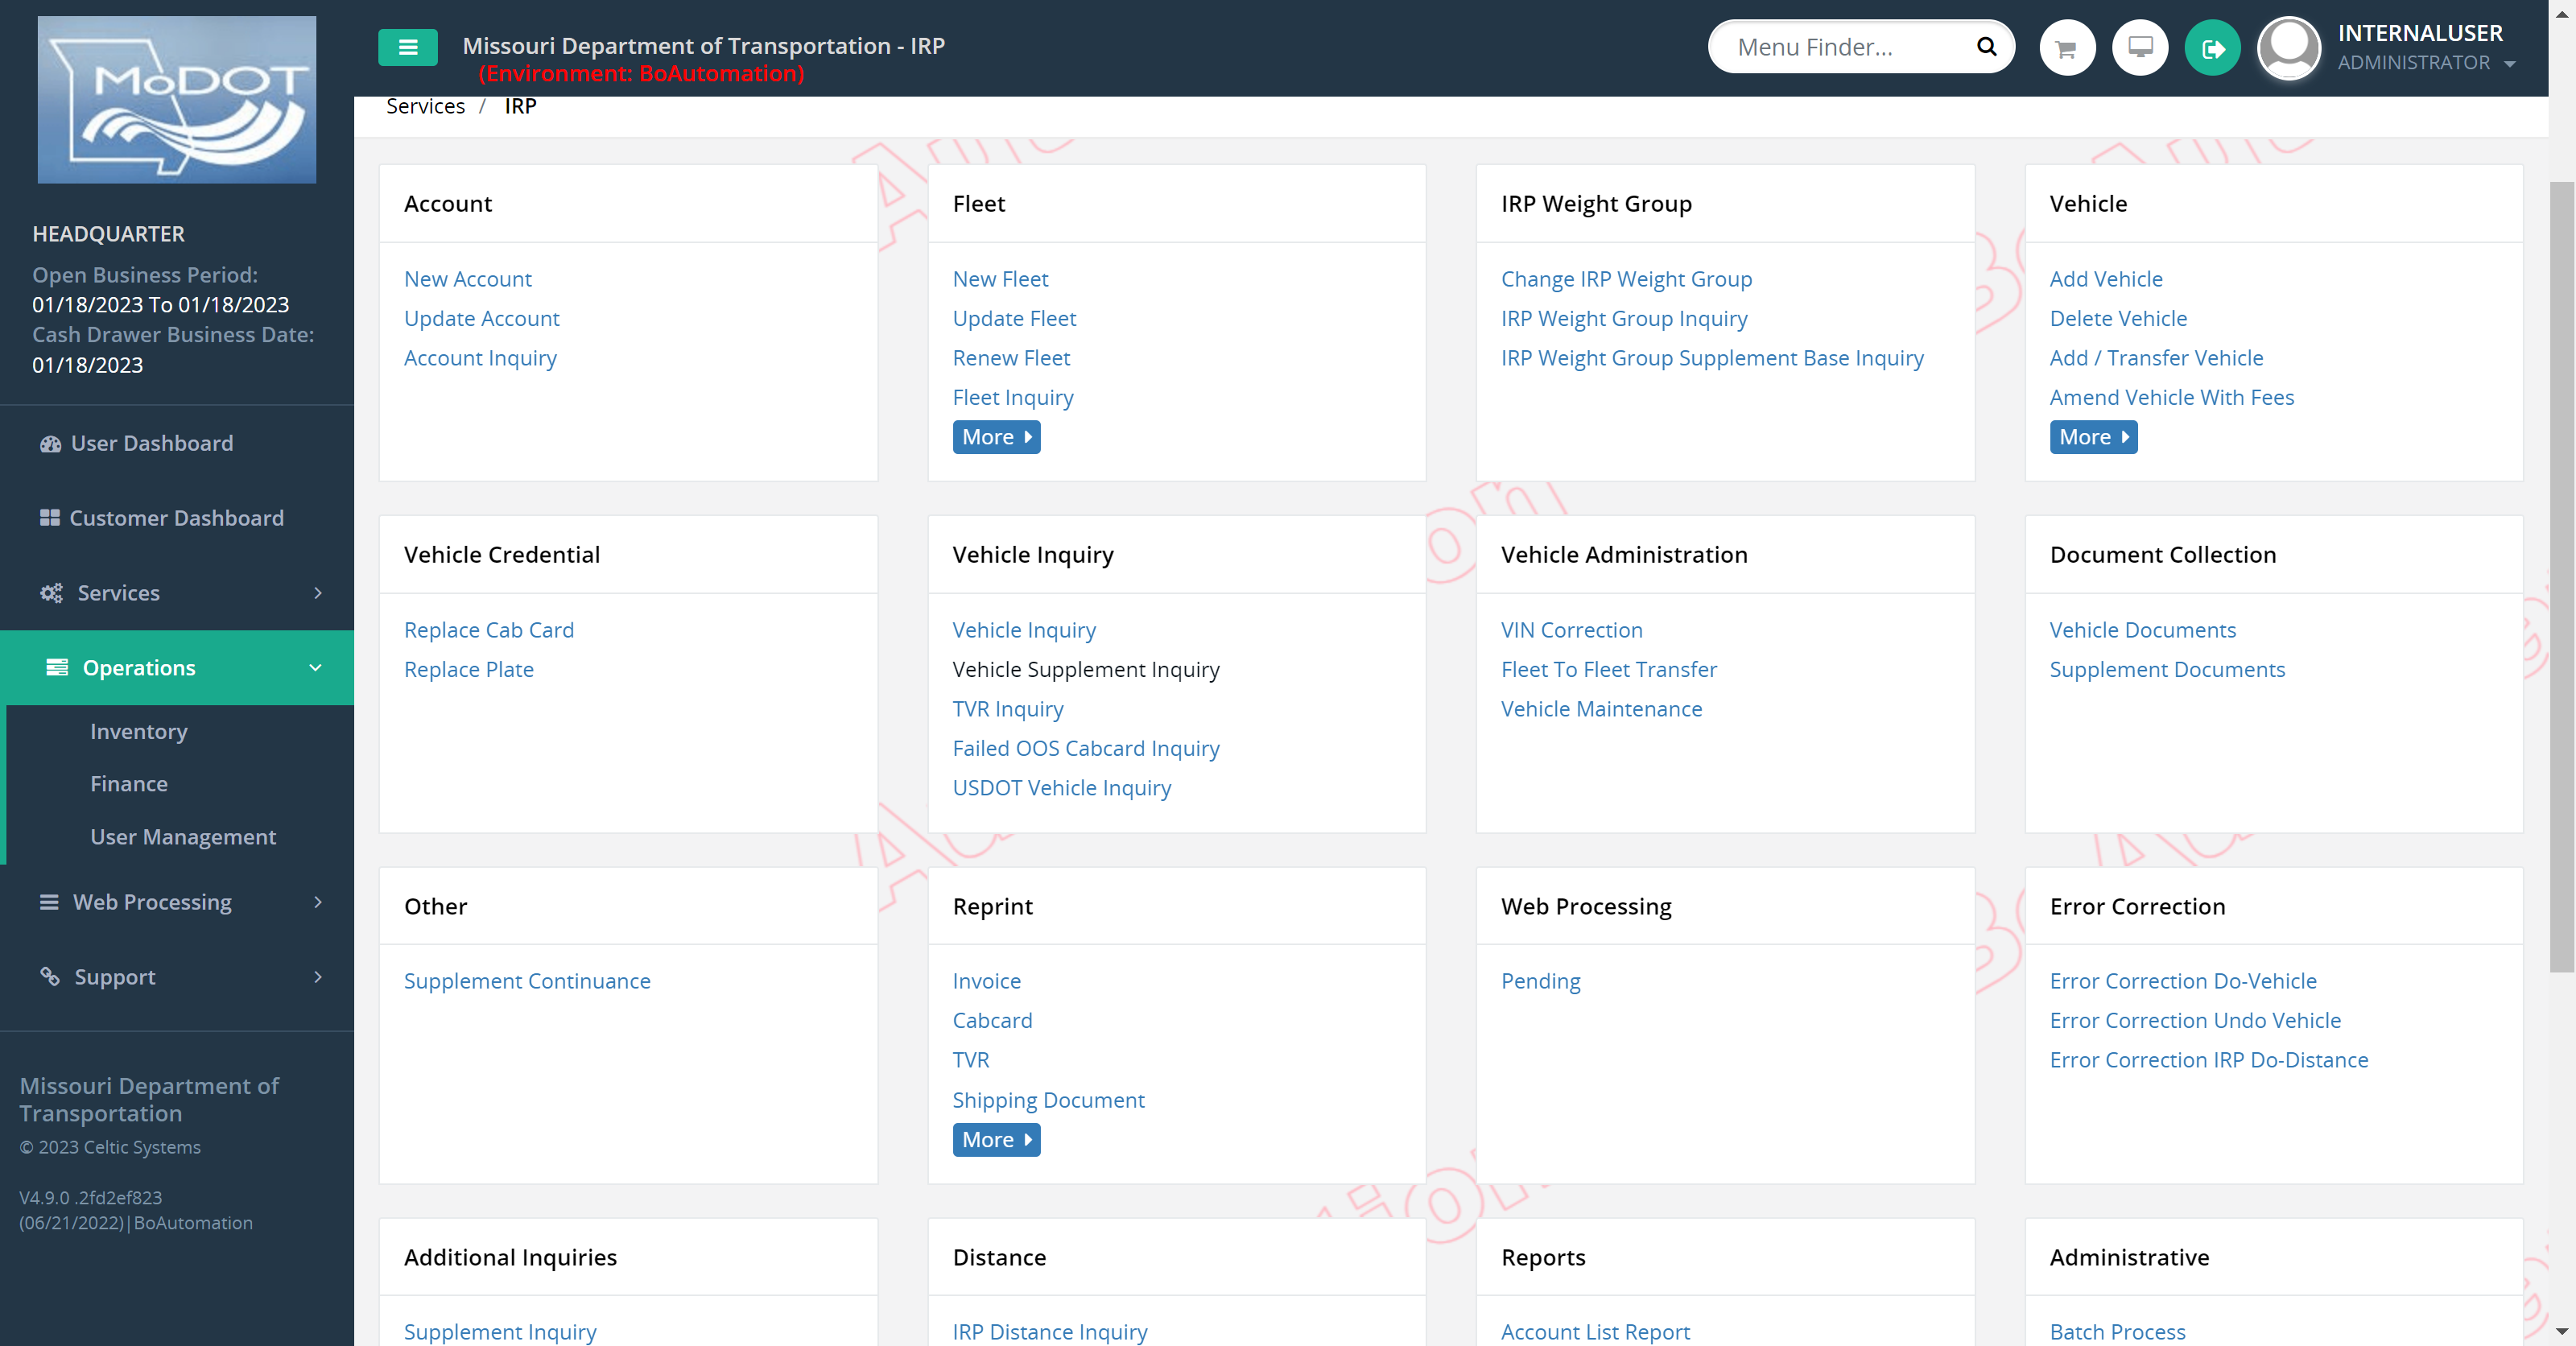 MoDOT
HEADQUARTER
Open Business Period:
01/18/2023 To 01/18/2023
Cash Drawer Business Date:
01/18/2023
User Dashboard
Customer Dashboard
Services
Operations
Inventory
Finance
User Management
Web Processing
Support
Missouri Department of
Transportation
© 2023 Celtic Systems
V4.9.0 .2fd2ef823
(06/21/2022)|BoAutomation
Missouri Department of Transportation - IRP
(Environment: BoAutomation)
Menu Finder...
INTERNALUSER
ADMINISTRATOR
Services / IRP
Account
New Account
Update Account
Account Inquiry
Fleet
New Fleet
Update Fleet
Renew Fleet
Fleet Inquiry
More
IRP Weight Group
Change IRP Weight Group
IRP Weight Group Inquiry
IRP Weight Group Supplement Base Inquiry
Vehicle
Add Vehicle
Delete Vehicle
Add / Transfer Vehicle
Amend Vehicle With Fees
More
Vehicle Credential
Replace Cab Card
Replace Plate
Vehicle Inquiry
Vehicle Inquiry
Vehicle Supplement Inquiry
TVR Inquiry
Failed OOS Cabcard Inquiry
USDOT Vehicle Inquiry
Vehicle Administration
VIN Correction
Fleet To Fleet Transfer
Vehicle Maintenance
Document Collection
Vehicle Documents
Supplement Documents
Other
Supplement Continuance
Reprint
Invoice
Cabcard
TVR
Shipping Document
More
Web Processing
Pending
Error Correction
Error Correction Do-Vehicle
Error Correction Undo Vehicle
Error Correction IRP Do-Distance
Additional Inquiries
Supplement Inquiry
Distance
IRP Distance Inquiry
Reports
Account List Report
Administrative
Batch Process